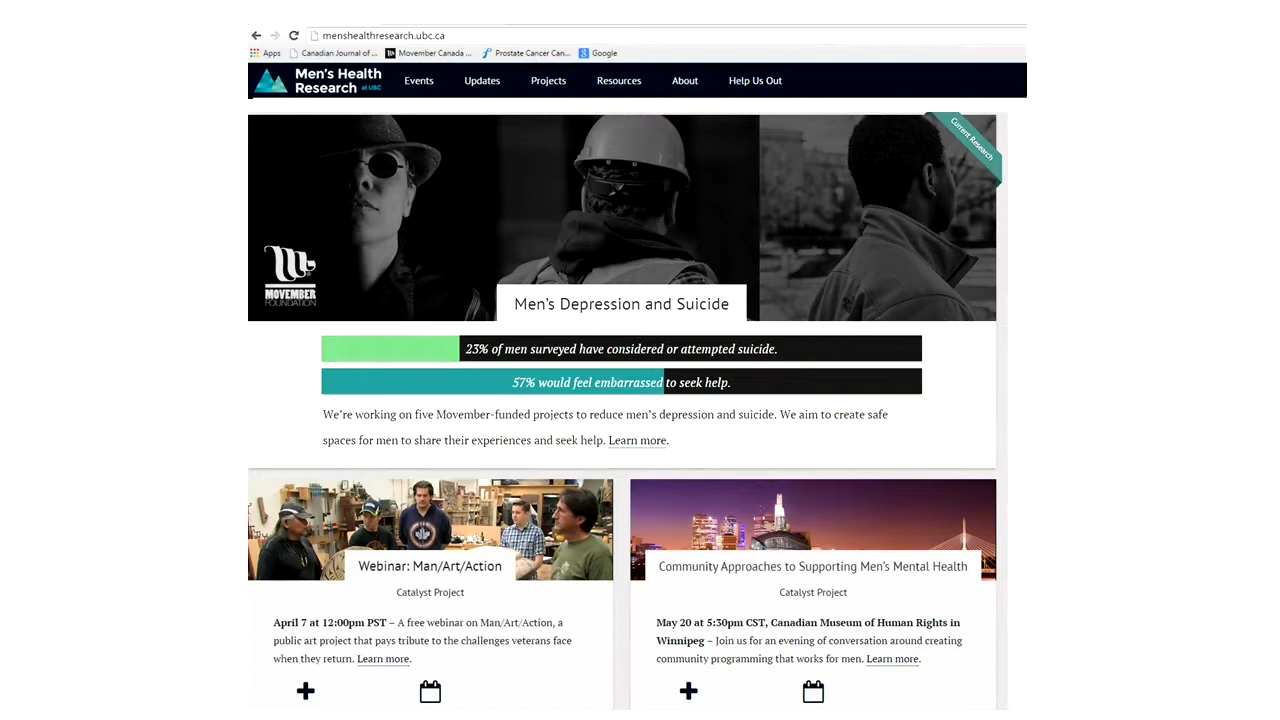 menshealthresearch.ubc.ca
Apps Canadian Journal of ... Movember Canada ... Prostate Cancer Can... Google
Men's Health
Research at UBC
Events Updates Projects Resources About Help Us Out
Current Research
MOVEMBER
FOUNDATION
Men's Depression and Suicide
23% of men surveyed have considered or attempted suicide.
57% would feel embarrassed to seek help.
We're working on five Movember-funded projects to reduce men's depression and suicide. We aim to create safe
spaces for men to share their experiences and seek help. Learn more.
Webinar: Man/Art/Action
Catalyst Project
April 7 at 12:00pm PST – A free webinar on Man/Art/Action, a
public art project that pays tribute to the challenges veterans face
when they return. Learn more.
Community Approaches to Supporting Men's Mental Health
Catalyst Project
May 20 at 5:30pm CST, Canadian Museum of Human Rights in
Winnipeg – Join us for an evening of conversation around creating
community programming that works for men. Learn more.